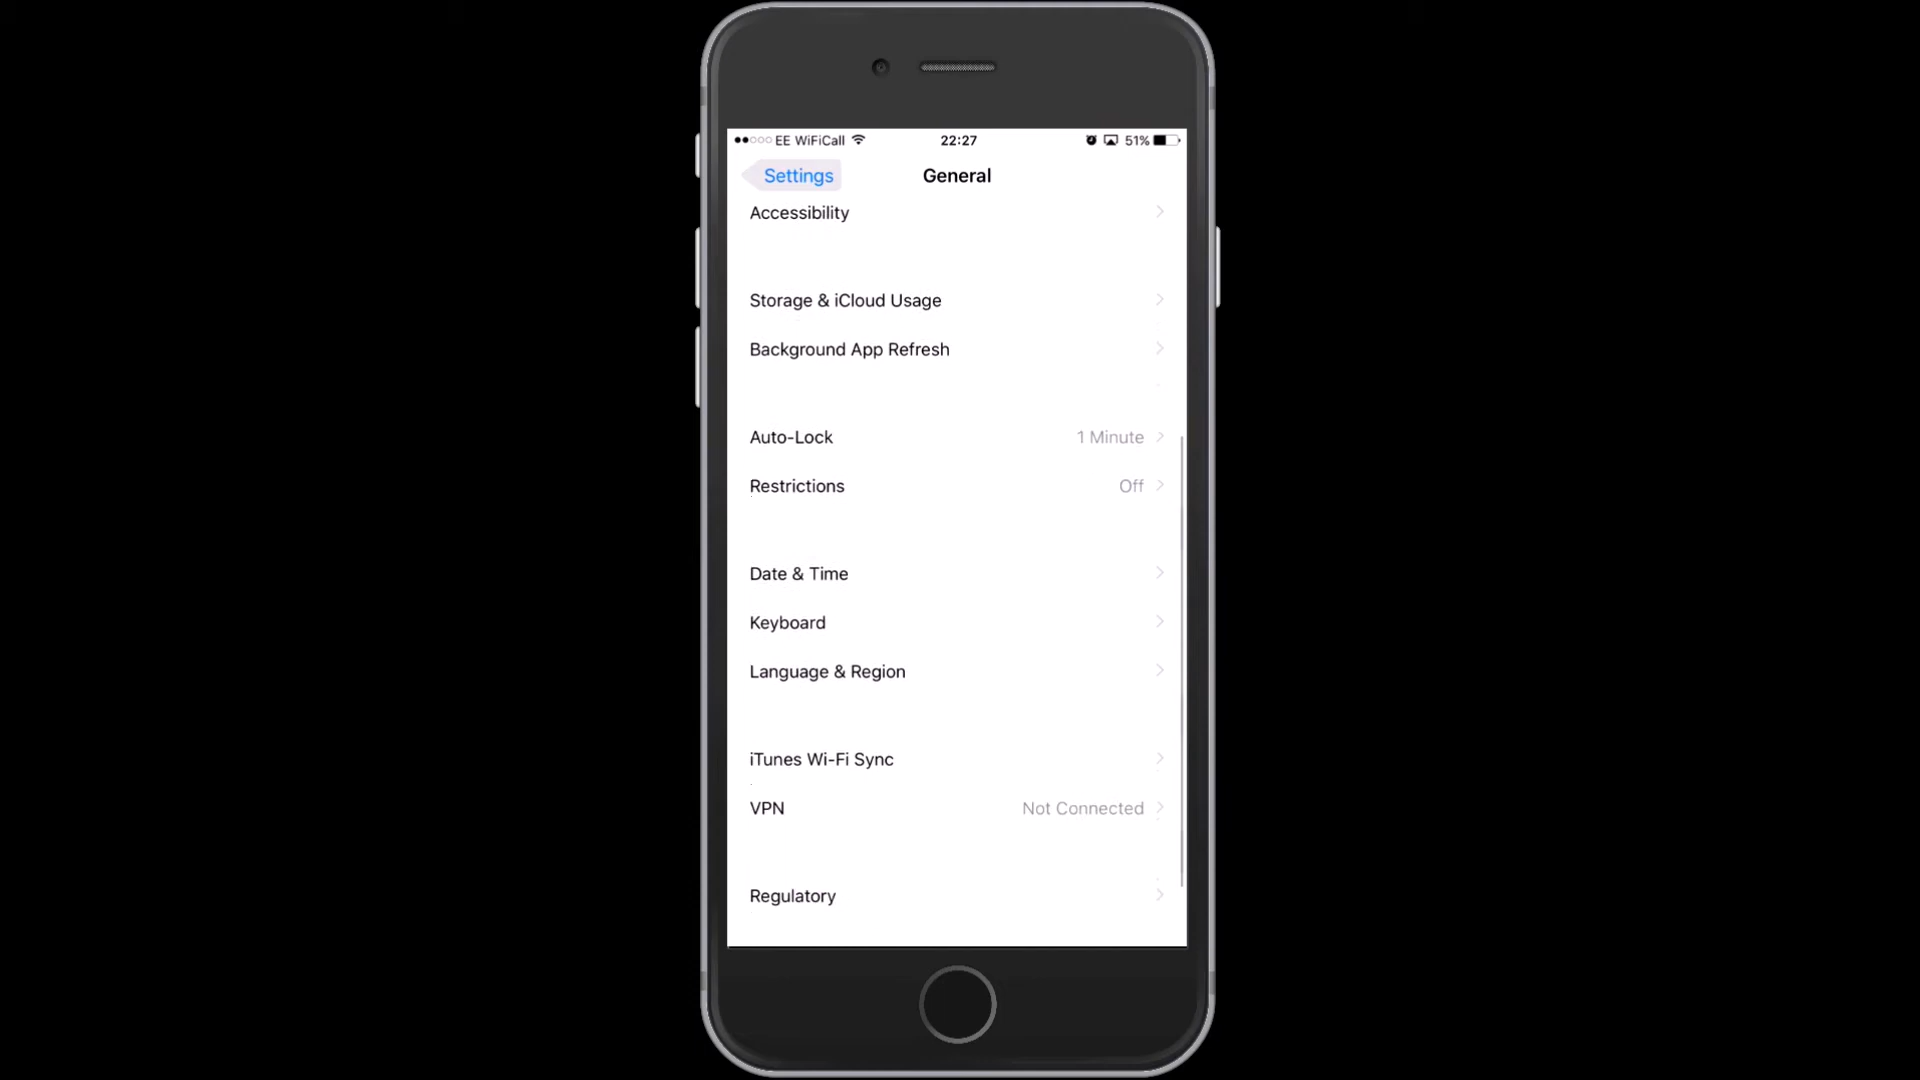 EE WiFiCall 22:27 51%
Settings General
Accessibility
Storage & iCloud Usage
Background App Refresh
Auto-Lock 1 Minute
Restrictions Off
Date & Time
Keyboard
Language & Region
iTunes Wi-Fi Sync
VPN Not Connected
Regulatory